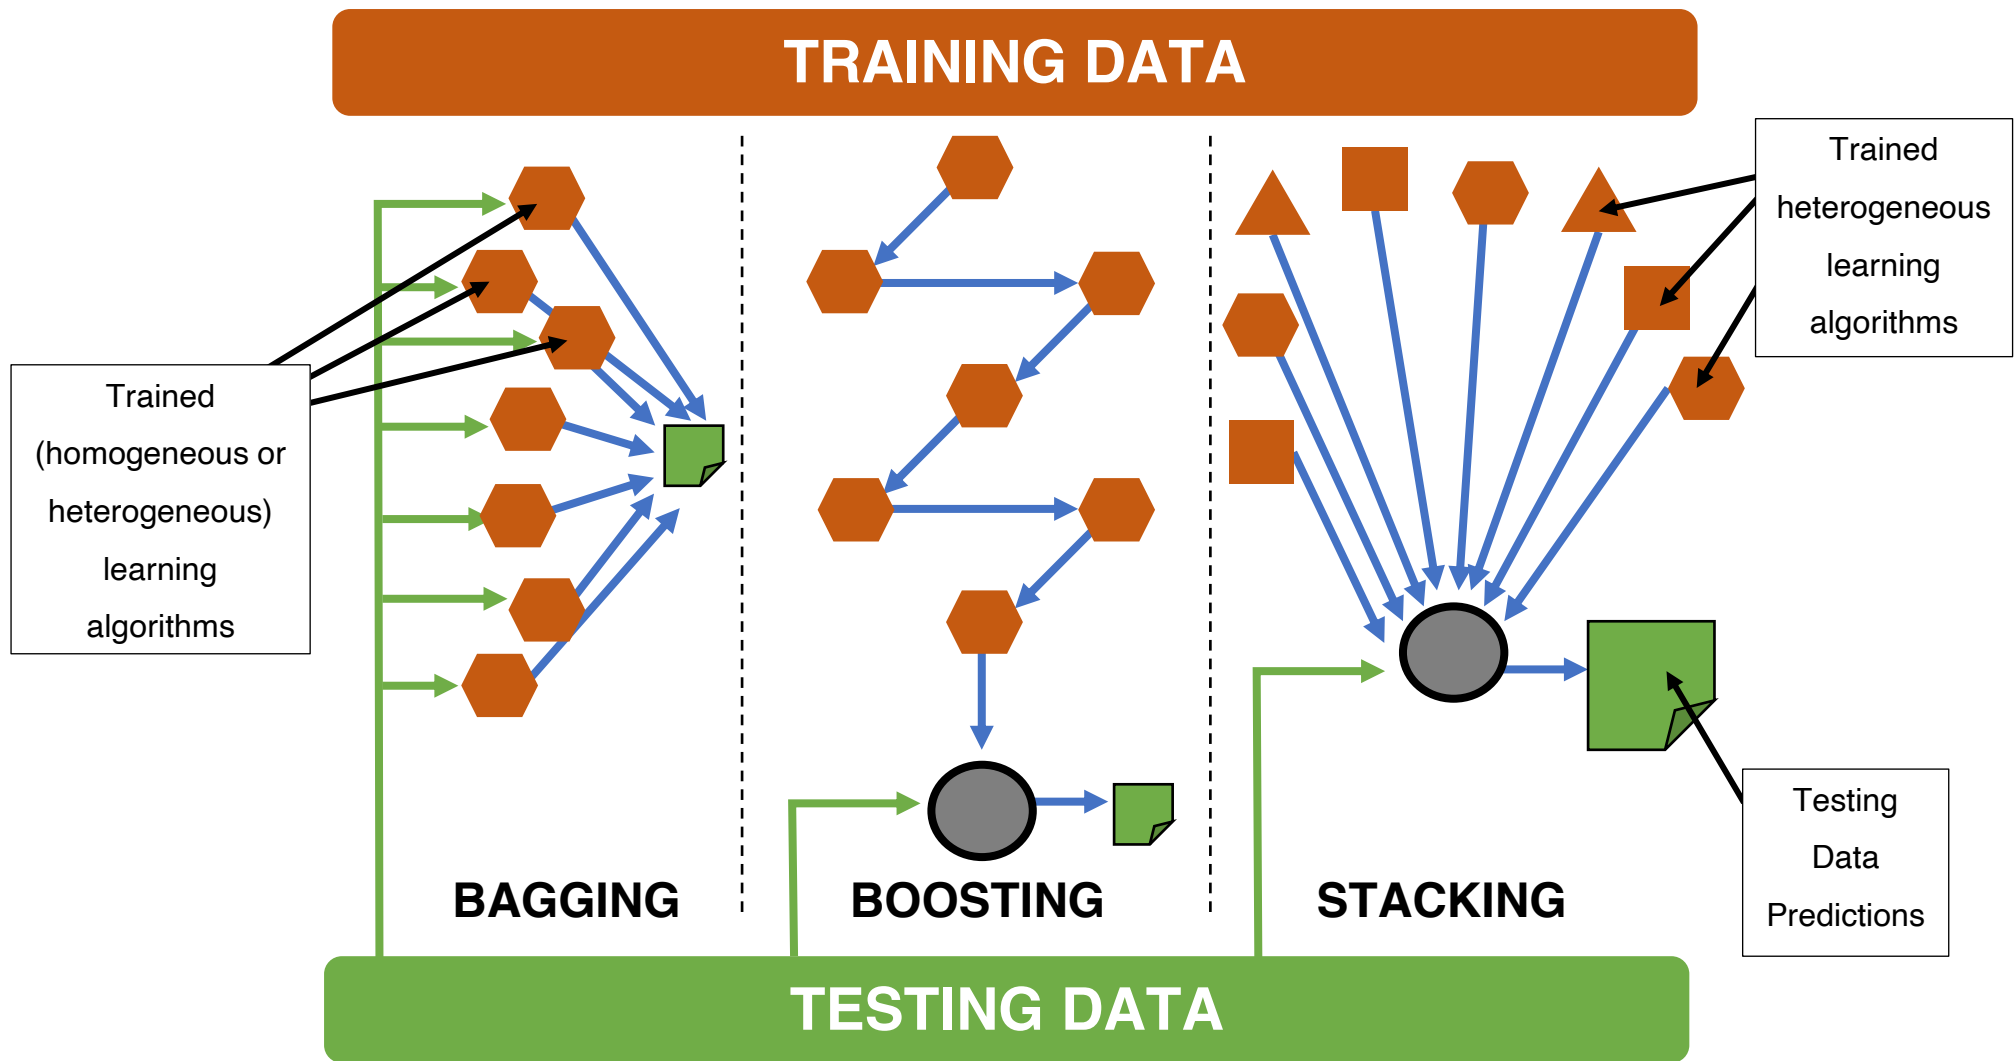 TRAINING DATA
Trained
heterogeneous
learning
algorithms
Trained
(homogeneous or
heterogeneous)
learning
algorithms
Testing
Data
Predictions
BAGGING
BOOSTING
STACKING
TESTING DATA